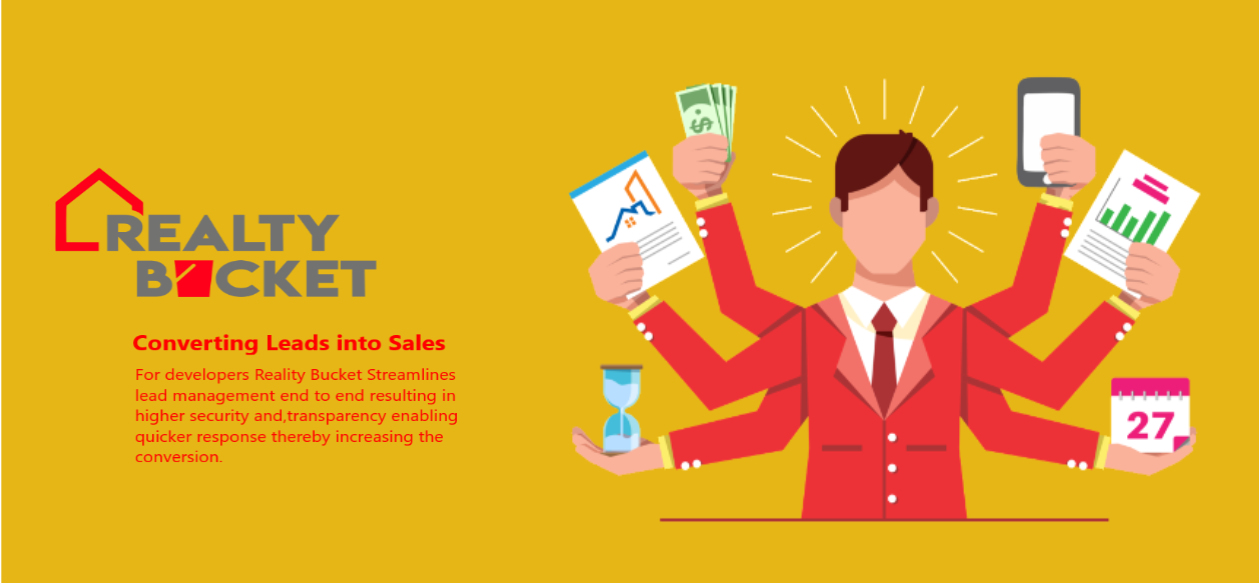 REALTY
BUCKET
Converting Leads into Sales
For developers Reality Bucket Streamlines
lead management end to end resulting in
higher security and,transparency enabling
quicker response thereby increasing the
conversion.
$
27